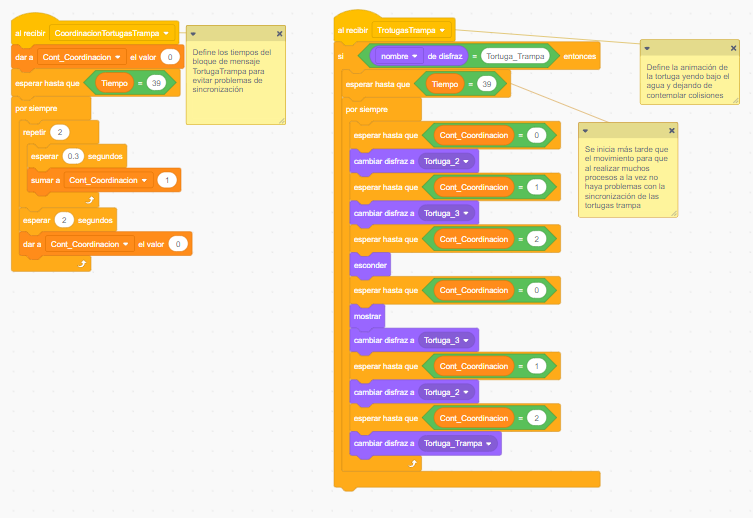 al recibir CoordinacionTortugasTrampa
dar a Cont_Coordinacion el valor 0
esperar hasta que Tiempo = 39
por siempre
repetir 2
esperar 0.3 segundos
sumar a Cont_Coordinacion 1
esperar 2 segundos
dar a Cont_Coordinacion el valor 0
Define los tiempos del
bloque de mensaje
TortugasTrampa para
evitar problemas de
sincronización
al recibir TrotugasTrampa
si nombre de disfraz = Tortuga_Trampa entonces
esperar hasta que Tiempo = 39
por siempre
esperar hasta que Cont_Coordinacion = 0
cambiar disfraz a Tortuga_2
esperar hasta que Cont_Coordinacion = 1
cambiar disfraz a Tortuga_3
esperar hasta que Cont_Coordinacion = 2
esconder
esperar hasta que Cont_Coordinacion = 0
mostrar
cambiar disfraz a Tortuga_3
esperar hasta que Cont_Coordinacion = 1
cambiar disfraz a Tortuga_2
esperar hasta que Cont_Coordinacion = 2
cambiar disfraz a Tortuga_Trampa
Define la animación de
la tortuga yendo bajo el
agua y dejando de
contemplar colisiones
Se inicia más tarde que
el movimiento para que
al realizar muchos
procesos a la vez no
haya problemas con la
sincronización de las
tortugas trampa